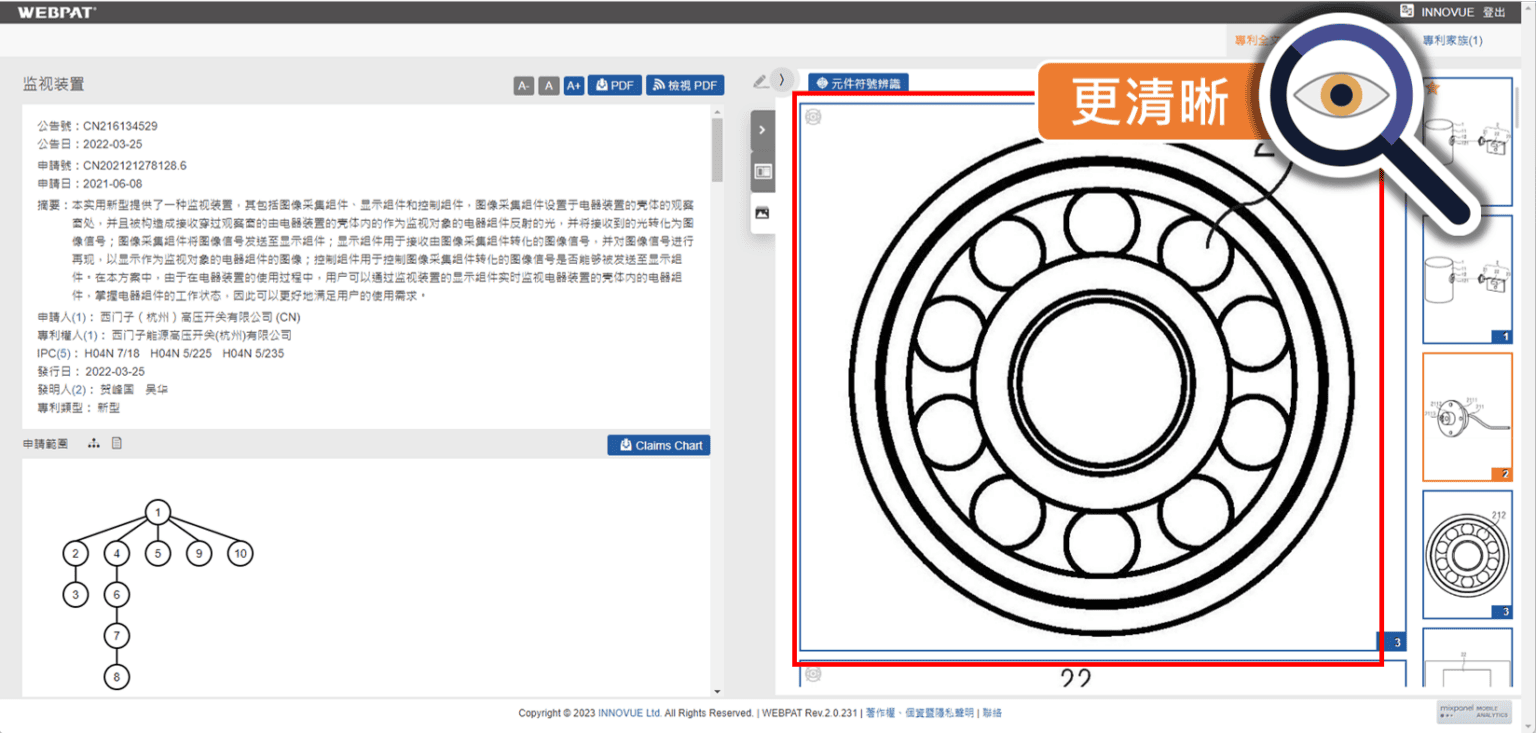 WEBPAT
INNOVUE 登出
專利全文
專利家族(1)
监视装置
A- A A+ PDF 檢視 PDF
元件符號辨識
更清晰
公告號：CN216134529
公告日：2022-03-25
申請號：CN202121278128.6
申請日：2021-06-08
摘要：本实用新型提供了一种监视装置，其包括图像采集组件、显示组件和控制组件，图像采集组件设置于电器装置的壳体的观察
窗处，并且被构造成接收穿过观察窗的由电器装置的壳体内的作为监视对象的电器组件反射的光，并将接收到的光转化为图
像信号；图像采集组件将图像信号发送至显示组件；显示组件用于接收由图像采集组件转化的图像信号，并对图像信号进行
再现，以显示作为监视对象的电器组件的图像；控制组件用于控制图像采集组件转化的图像信号是否能够被发送至显示组
件。在本方案中，由于在电器装置的使用过程中，用户可以通过监视装置的显示组件实时监视电器装置的壳体内的电器组
件，掌握电器组件的工作状态，因此可以更好地满足用户的使用需求。
申請人(1)： 西门子（杭州）高压开关有限公司 (CN)
專利權人(1)： 西门子能源高压开关(杭州)有限公司
IPC(5)： H04N 7/18 H04N 5/225 H04N 5/235
發行日： 2022-03-25
發明人(2)： 贺峰国 吴华
專利類型： 新型
申請範圍
Claims Chart
1
2 4 5 9 10
3 6
7
8
3
22
1
2112 2111
211
2
212
3
22
Copyright © 2023 INNOVUE Ltd. All Rights Reserved. | WEBPAT Rev.2.0.231 | 著作權、個資暨隱私聲明 | 聯絡
mixpanel MOBILE
ANALYTICS